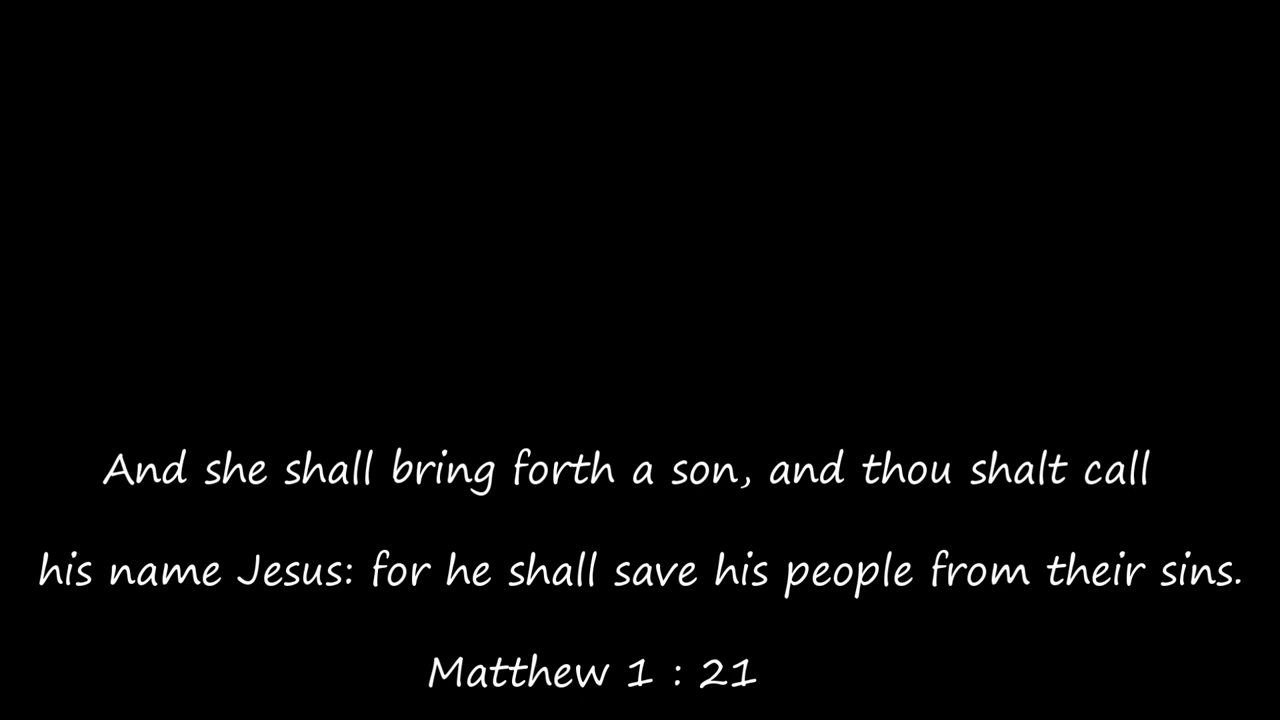 And she shall bring forth a son, and thou shalt call
his name Jesus: for he shall save his people from their sins.
Matthew 1 : 21